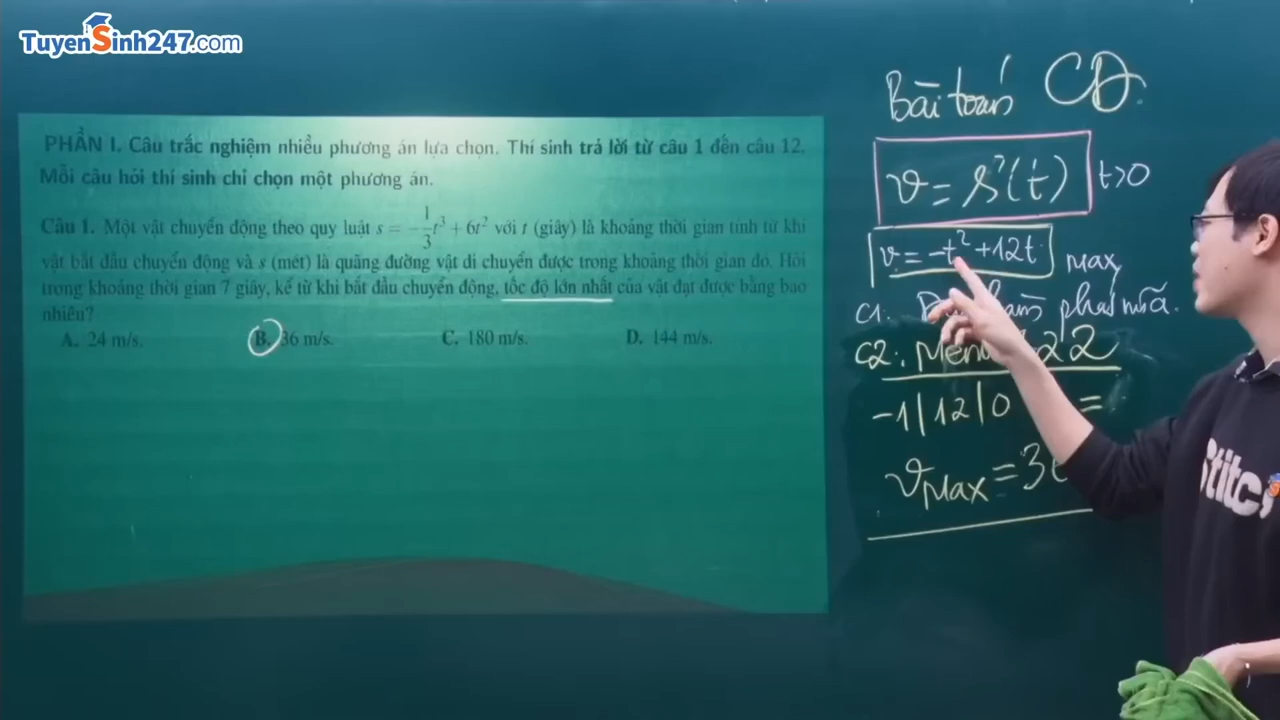 TuyenSinh247.com
PHẦN I. Câu trắc nghiệm nhiều phương án lựa chọn. Thí sinh trả lời từ câu 1 đến câu 12.
Mỗi câu hỏi thí sinh chỉ chọn một phương án.
Câu 1. Một vật chuyển động theo quy luật s = -\frac{1}{3}t³ + 6t² với t (giây) là khoảng thời gian tính từ khi
vật bắt đầu chuyển động và s (mét) là quãng đường vật di chuyển được trong khoảng thời gian đó. Hỏi
trong khoảng thời gian 7 giây, kể từ khi bắt đầu chuyển động, tốc độ lớn nhất của vật đạt được bằng bao
nhiêu?
A. 24 m/s. B. 36 m/s. C. 180 m/s. D. 144 m/s.
Bài toán CĐ.
v = s'(t) t>0
v = -t² + 12t max
C1. phá nữa.
C2: Menu 22
-1 | 12 | 0 =
v Max = 3
Stitc